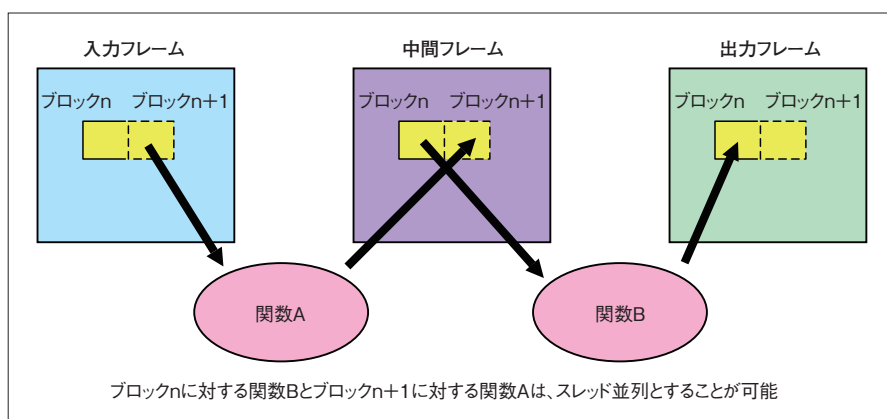 入力フレーム
中間フレーム
出力フレーム
ブロックn ブロックn+1
ブロックn ブロックn+1
ブロックn ブロックn+1
関数A
関数B
ブロックnに対する関数Bとブロックn+1に対する関数Aは、スレッド並列とすることが可能